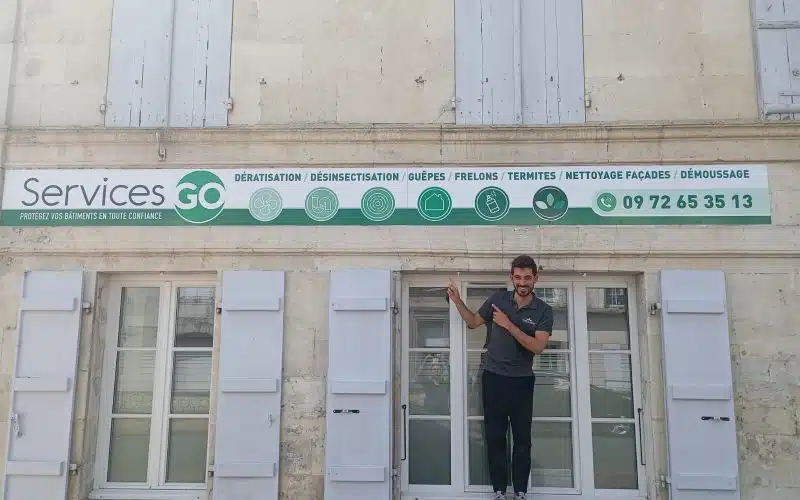 Services GO
PROTÉGEZ VOS BÂTIMENTS EN TOUTE CONFIANCE
DÉRATISATION / DÉSINSECTISATION / GUÊPES / FRELONS / TERMITES / NETTOYAGE FAÇADES / DÉMOUSSAGE
09 72 65 35 13